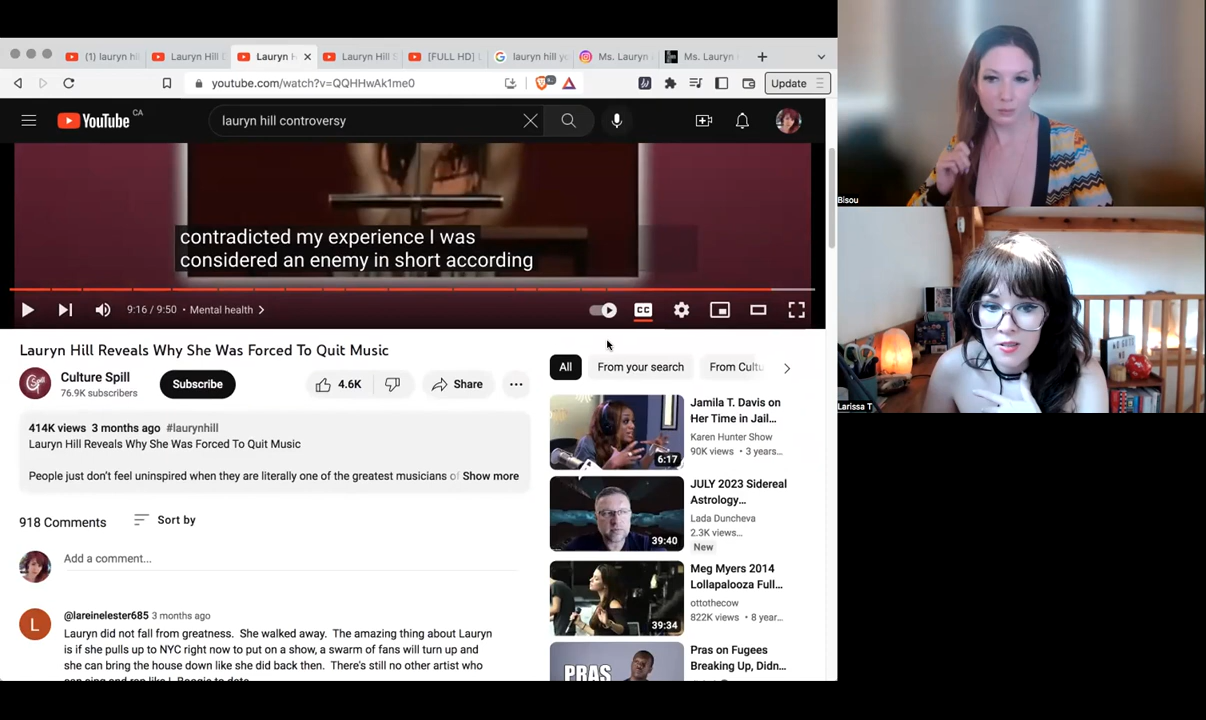 (1) lauryn hil
Lauryn Hill D
Lauryn H
Lauryn Hill S
[FULL HD] L
lauryn hill yo
Ms. Lauryn
Ms. Lauryn
youtube.com/watch?v=QQHHwAk1me0
Update
YouTube CA
lauryn hill controversy
contradicted my experience I was
considered an enemy in short according
9:16 / 9:50 • Mental health
CC
Lauryn Hill Reveals Why She Was Forced To Quit Music
Spill
Culture Spill
76.9K subscribers
Subscribe
4.6K
Share
414K views 3 months ago #laurynhill
Lauryn Hill Reveals Why She Was Forced To Quit Music
People just don't feel uninspired when they are literally one of the greatest musicians of Show more
918 Comments
Sort by
Add a comment...
L
@lareinelester685 3 months ago
Lauryn did not fall from greatness. She walked away. The amazing thing about Lauryn
is if she pulls up to NYC right now to put on a show, a swarm of fans will turn up and
she can bring the house down like she did back then. There's still no other artist who
can sing and rap like L-Boogie to date
All
From your search
From Cultu
6:17
Jamila T. Davis on
Her Time in Jail...
Karen Hunter Show
90K views • 3 years...
39:40
JULY 2023 Sidereal
Astrology...
Lada Duncheva
2.3K views...
New
39:34
Meg Myers 2014
Lollapalooza Full...
ottothecow
822K views • 8 year...
PRAS
Pras on Fugees
Breaking Up, Didn...
Bisou
Larissa T